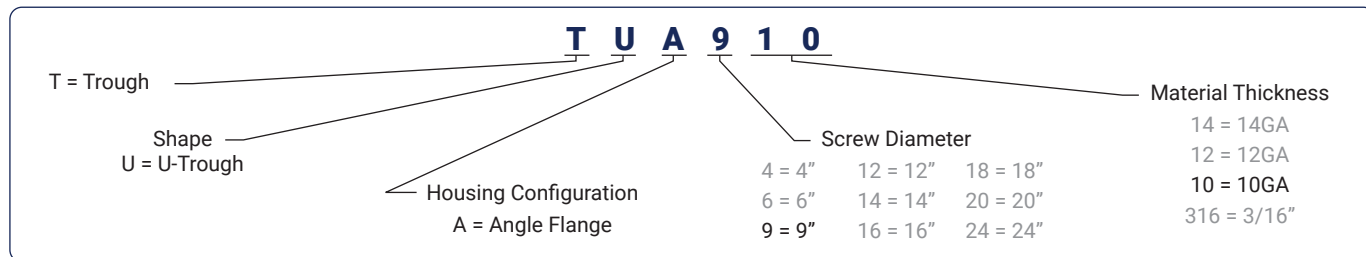 T U A 9 1 0
T = Trough
Shape
U = U-Trough
Housing Configuration
A = Angle Flange
Screw Diameter
4 = 4” 12 = 12” 18 = 18”
6 = 6” 14 = 14” 20 = 20”
9 = 9” 16 = 16” 24 = 24”
Material Thickness
14 = 14GA
12 = 12GA
10 = 10GA
316 = 3/16”